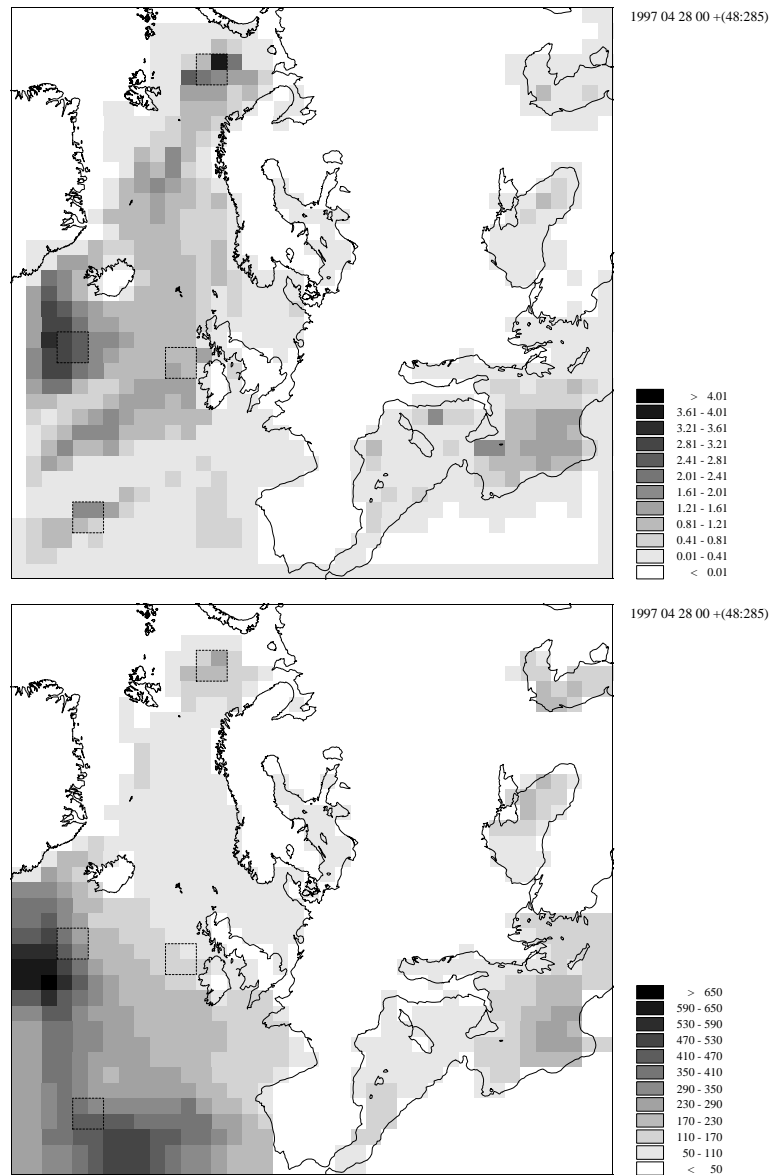 1997 04 28 00 +(48:285)
> 4.01
3.61 - 4.01
3.21 - 3.61
2.81 - 3.21
2.41 - 2.81
2.01 - 2.41
1.61 - 2.01
1.21 - 1.61
0.81 - 1.21
0.41 - 0.81
0.01 - 0.41
< 0.01
1997 04 28 00 +(48:285)
> 650
590 - 650
530 - 590
470 - 530
410 - 470
350 - 410
290 - 350
230 - 290
170 - 230
110 - 170
50 - 110
< 50